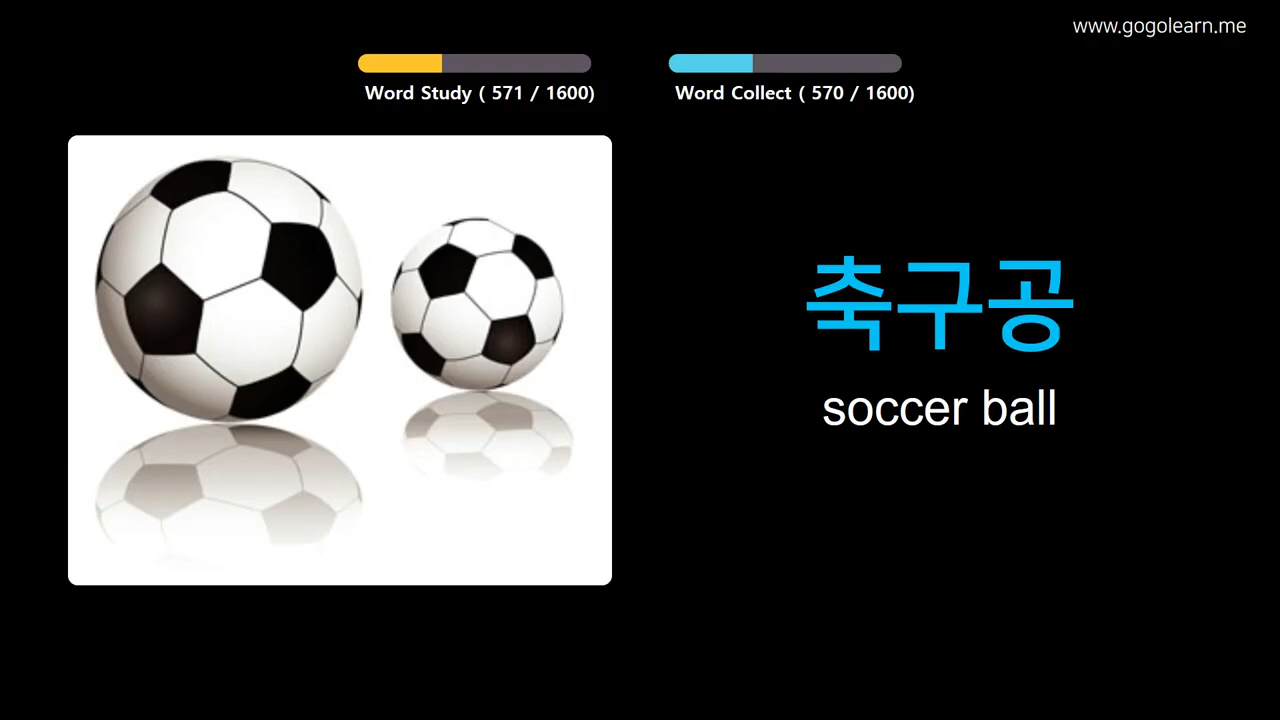 www.gogolearn.me
Word Study ( 571 / 1600)
Word Collect ( 570 / 1600)
축구공
soccer ball